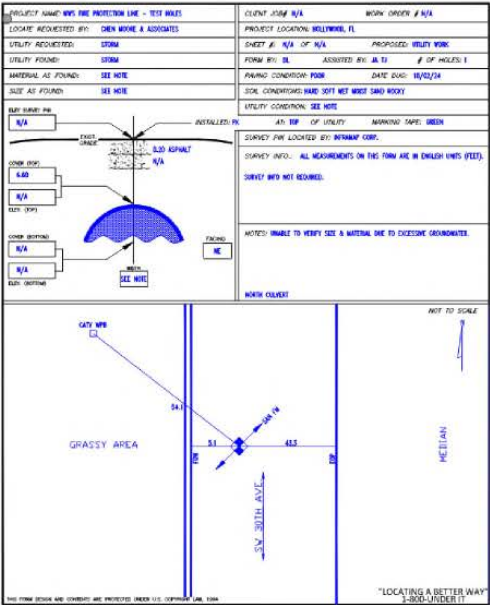 PROJECT NAME: WWS FIRE PROTECTION LINE - TEST HOLES
CLIENT JOB# N/A WORK ORDER # N/A
LOCATE REQUESTED BY: CHEN MOORE & ASSOCIATES
PROJECT LOCATION: HOLLYWOOD, FL
UTILITY REQUESTED: STORM
SHEET #: N/A OF N/A PROPOSED: UTILITY WORK
UTILITY FOUND: STORM
FORM BY: DL ASSISTED BY: JA TJ # OF HOLES: 1
MATERIAL AS FOUND: SEE NOTE
PAVING CONDITION: POOR DATE DUG: 10/02/24
SIZE AS FOUND: SEE NOTE
SOIL CONDITIONS: HARD SOFT WET MOIST SAND ROCKY
UTILITY CONDITION: SEE NOTE
ELEV SURVEY PIN
N/A
INSTALLED: PK AT: TOP OF UTILITY MARKING TAPE: GREEN
EXIST. GRADE
0.20 ASPHALT
N/A
SURVEY PIN LOCATED BY: INFRAMAP CORP.
SURVEY INFO.. ALL MEASUREMENTS ON THIS FORM ARE IN ENGLISH UNITS (FEET).
SURVEY INFO NOT REQUIRED.
COVER (TOP)
6.60
N/A
ELEV. (TOP)
COVER (BOTTOM)
N/A
N/A
ELEV. (BOTTOM)
WIDTH
SEE NOTE
FACING
NE
NOTES: UNABLE TO VERIFY SIZE & MATERIAL DUE TO EXCESSIVE GROUNDWATER.
NORTH CULVERT
NOT TO SCALE
CATV WPB
54.1
GRASSY AREA
5.1
43.5
SW 30TH AVE.
EOP
MEDIAN
THIS FORM DESIGN AND CONTENTS ARE PROTECTED UNDER U.S. COPYRIGHT LAW, 1994
"LOCATING A BETTER WAY"
1-800-UNDER IT